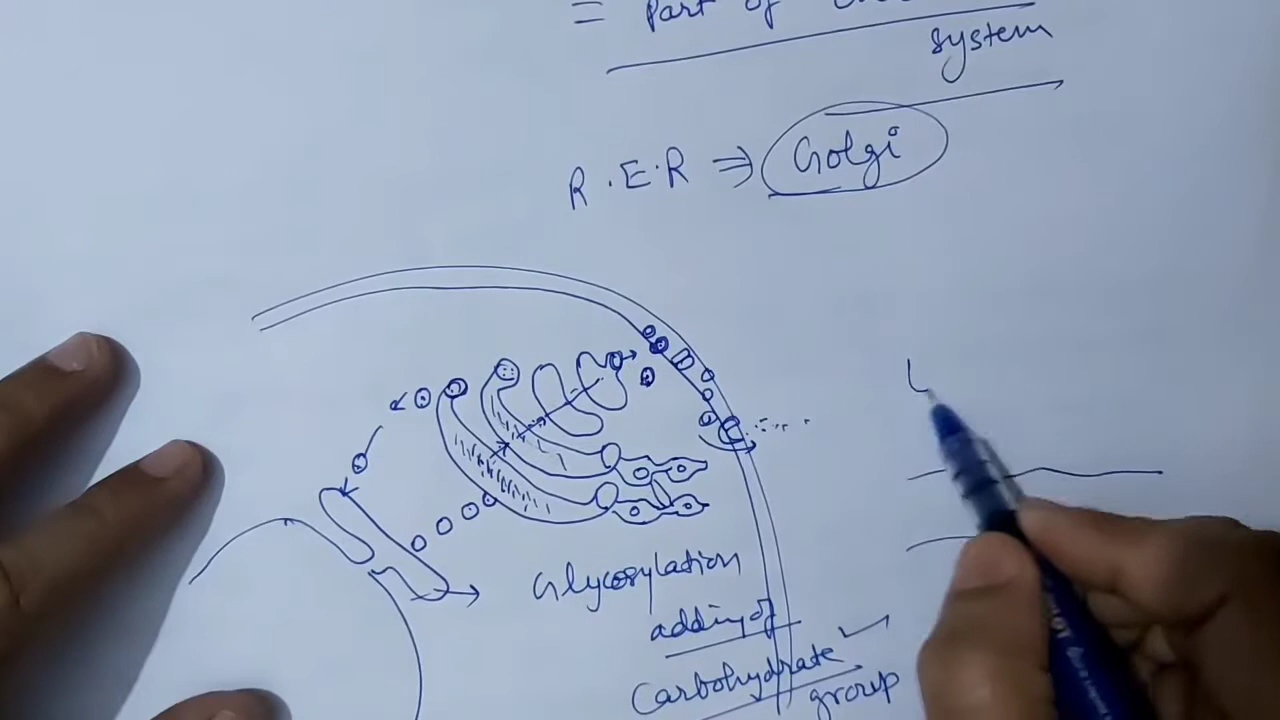 = Part of
system
R.E.R ⇒ Golgi
Glycosylation
adding of
Carbohydrate ✓
group